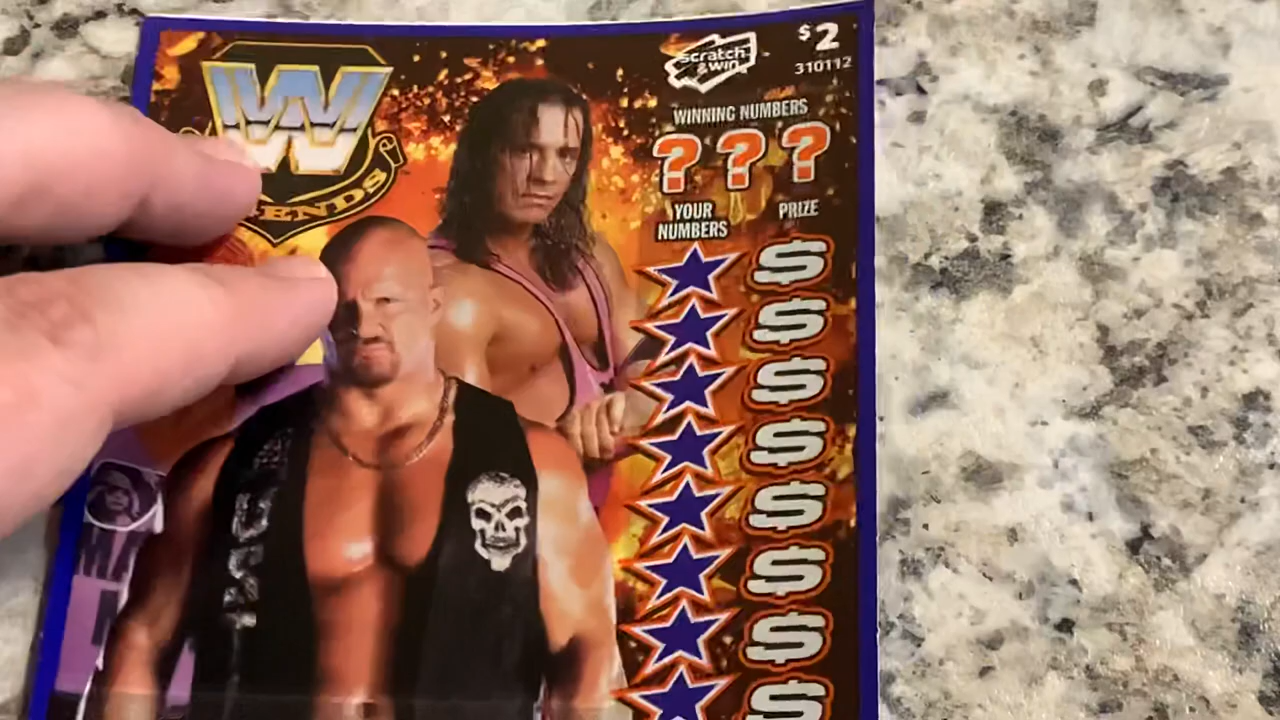 W
ENDS
scratch
& win
$2
310112
WINNING NUMBERS
? ? ?
YOUR
NUMBERS
PRIZE
$
$
$
$
$
$
$
$